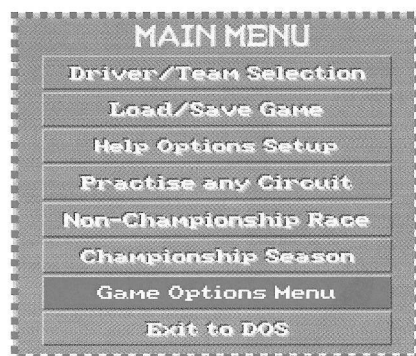 MAIN MENU
Driver/Team Selection
Load/Save Game
Help Options Setup
Practise any Circuit
Non-Championship Race
Championship Season
Game Options Menu
Exit to DOS